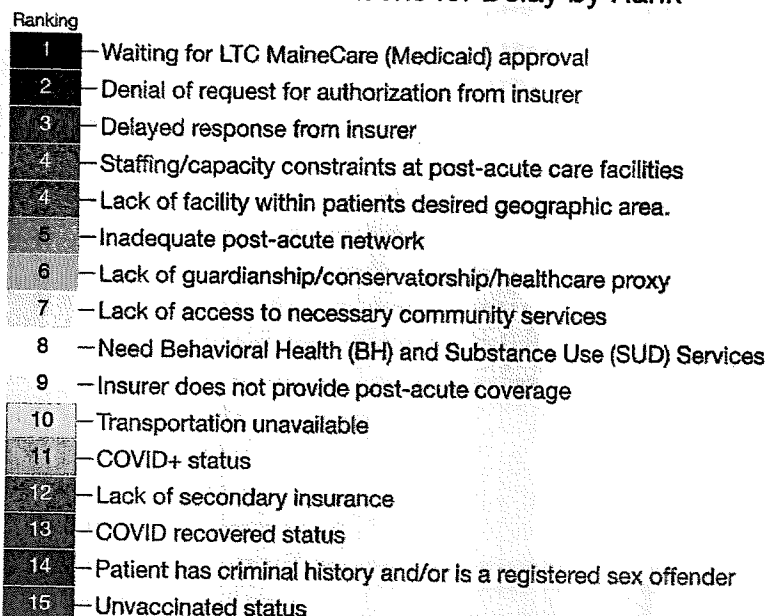 for Delay by Rank
Ranking
1 Waiting for LTC MaineCare (Medicaid) approval
2 Denial of request for authorization from insurer
3 Delayed response from insurer
4 Staffing/capacity constraints at post-acute care facilities
4 Lack of facility within patients desired geographic area.
5 Inadequate post-acute network
6 Lack of guardianship/conservatorship/healthcare proxy
7 Lack of access to necessary community services
8 Need Behavioral Health (BH) and Substance Use (SUD) Services
9 Insurer does not provide post-acute coverage
10 Transportation unavailable
11 COVID+ status
12 Lack of secondary insurance
13 COVID recovered status
14 Patient has criminal history and/or is a registered sex offender
15 Unvaccinated status